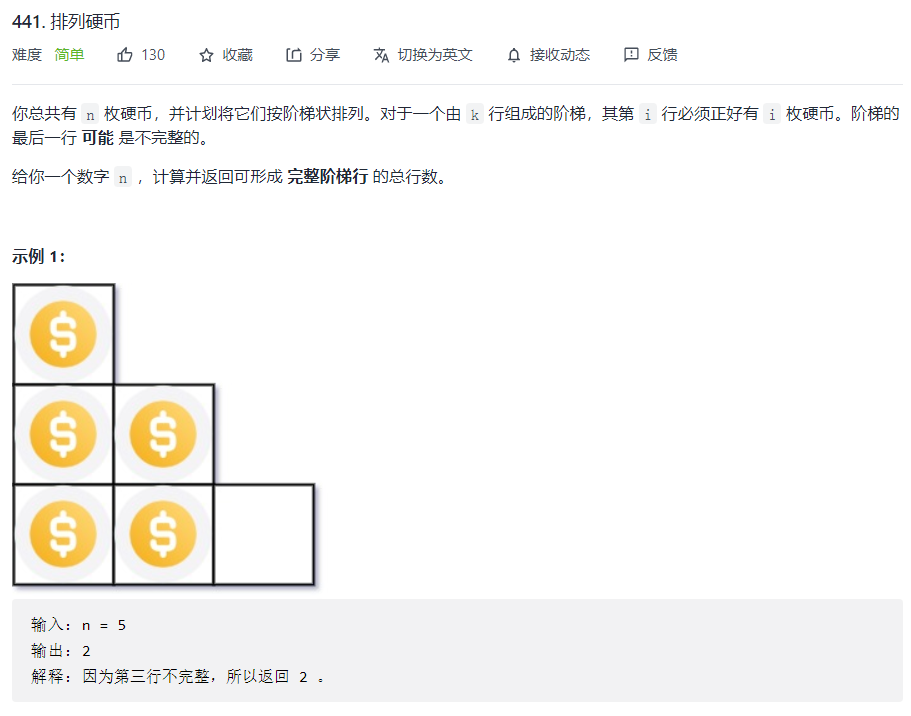 441. 排列硬币
难度 简单 130 收藏 分享 切换为英文 接收动态 反馈
你总共有 n 枚硬币，并计划将它们按阶梯状排列。对于一个由 k 行组成的阶梯，其第 i 行必须正好有 i 枚硬币。阶梯的
最后一行 可能 是不完整的。
给你一个数字 n ，计算并返回可形成 完整阶梯行 的总行数。
示例 1：
$
$ $
$ $
输入：n = 5
输出：2
解释：因为第三行不完整，所以返回 2 。